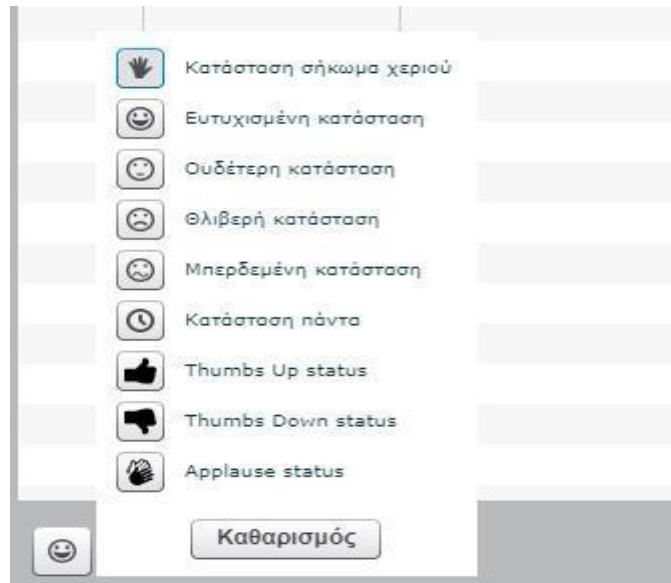 Κατάσταση σήκωμα χεριού
Ευτυχισμένη κατάσταση
Ουδέτερη κατάσταση
Θλιβερή κατάσταση
Μπερδεμένη κατάσταση
Κατάσταση πάντα
Thumbs Up status
Thumbs Down status
Applause status
Καθαρισμός